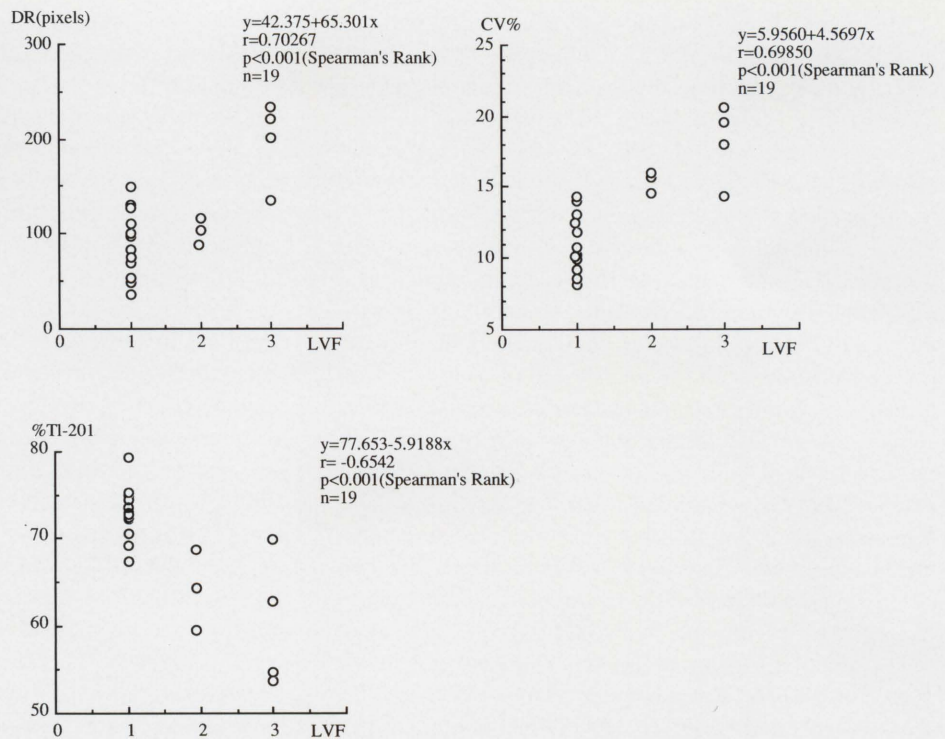 DR(pixels)
y=42.375+65.301x
r=0.70267
p<0.001(Spearman's Rank)
n=19
300
200
100
0
0 1 2 3 LVF
CV%
y=5.9560+4.5697x
r=0.69850
p<0.001(Spearman's Rank)
n=19
25
20
15
10
5
0 1 2 3 LVF
%Tl-201
y=77.653-5.9188x
r= -0.6542
p<0.001(Spearman's Rank)
n=19
80
70
60
50
0 1 2 3 LVF